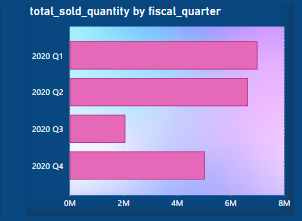 total_sold_quantity by fiscal_quarter
2020 Q1
2020 Q2
2020 Q3
2020 Q4
0M 2M 4M 6M 8M